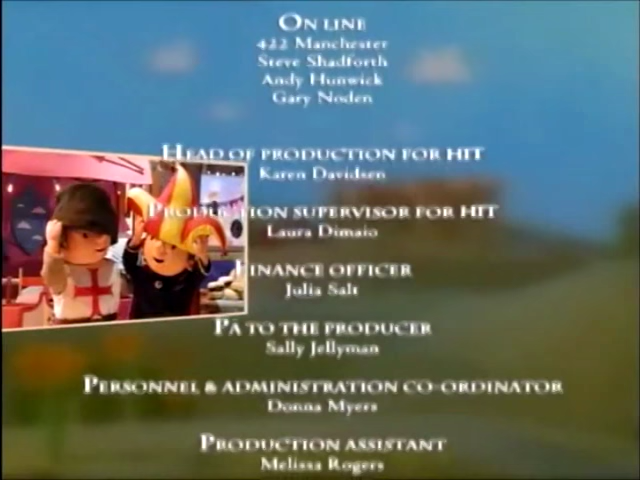 ON LINE
422 Manchester
Steve Shadforth
Andy Hunwick
Gary Noden
HEAD OF PRODUCTION FOR HIT
Karen Davidsen
PRODUCTION SUPERVISOR FOR HIT
Laura Dimaio
FINANCE OFFICER
Julia Salt
PA TO THE PRODUCER
Sally Jellyman
PERSONNEL & ADMINISTRATION CO-ORDINATOR
Donna Myers
PRODUCTION ASSISTANT
Melissa Rogers